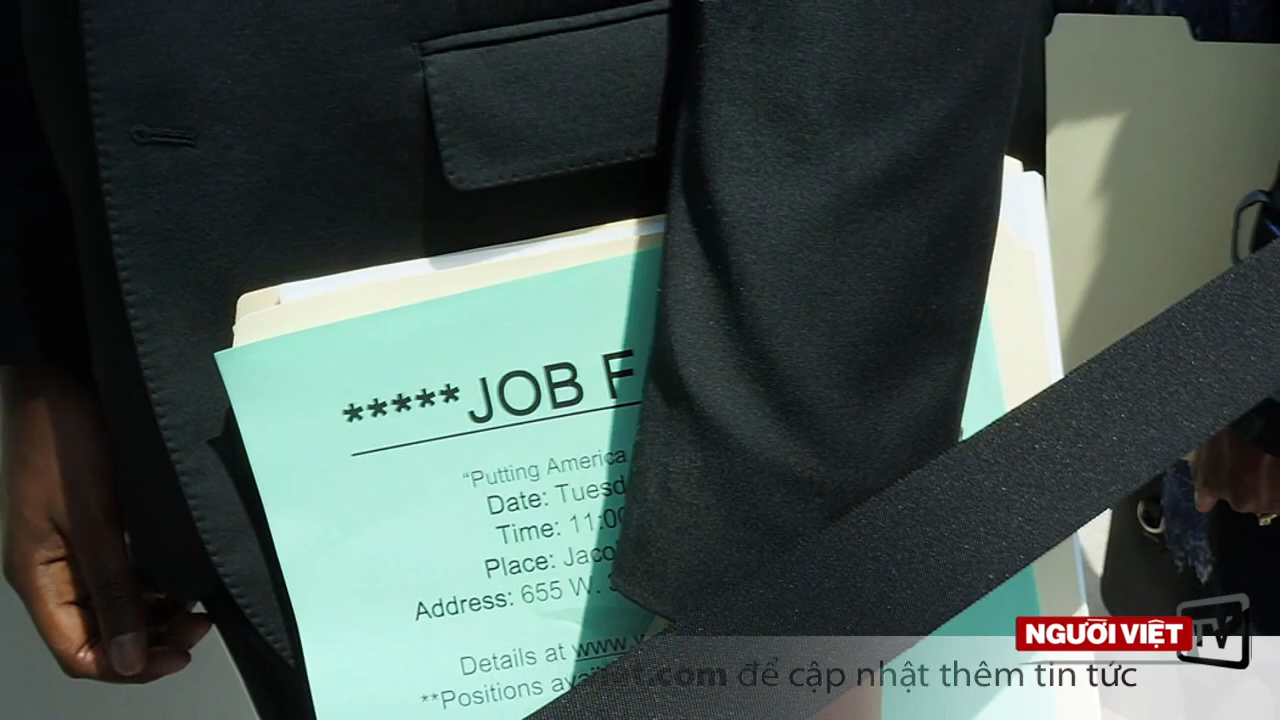 *****JOB F
"Putting America
Date: Tuesd
Time: 11:00
Place: Jaco
Address: 655 W.
Details at www.
**Positions ava
.com để cập nhật thêm tin tức
NGƯỜI VIỆT TV